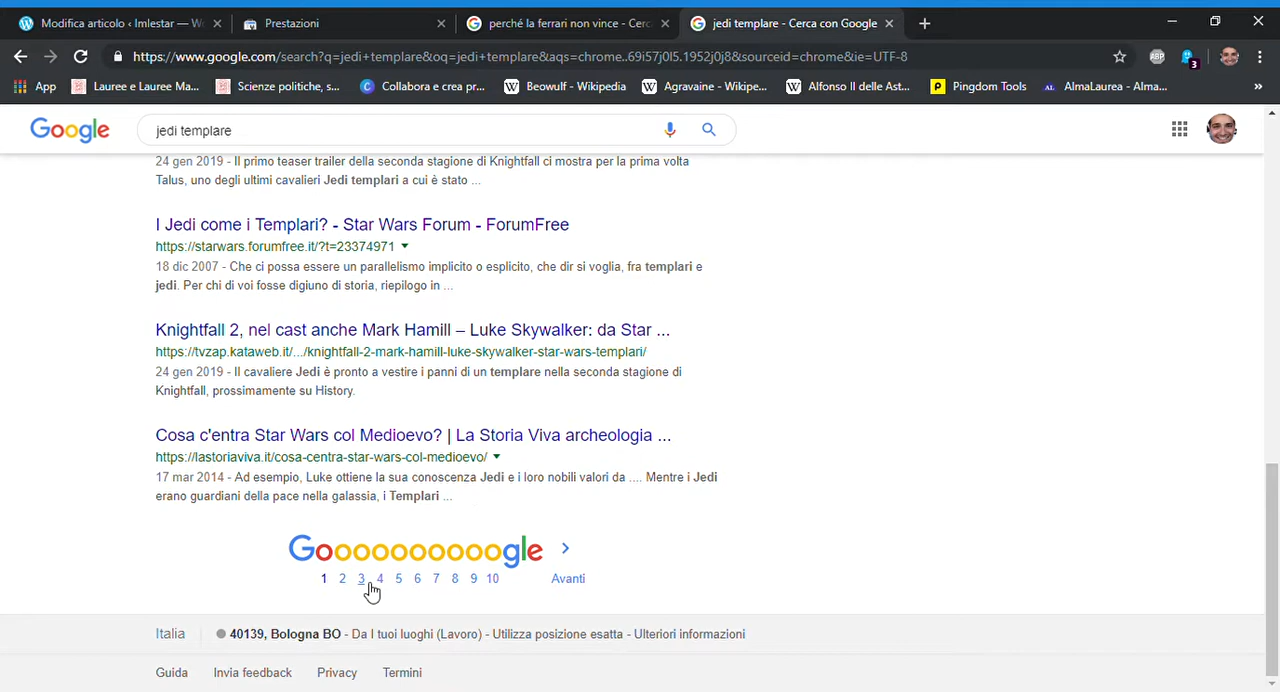 Modifica articolo ‹ Imlestar — W
Prestazioni
perché la ferrari non vince - Cerc
jedi templare - Cerca con Google
https://www.google.com/search?q=jedi+templare&oq=jedi+templare&aqs=chrome..69i57j0l5.1952j0j8&sourceid=chrome&ie=UTF-8
ABP
3
App
Lauree e Lauree Ma...
Scienze politiche, s...
C
Collabora e crea pr...
W
Beowulf - Wikipedia
W
Agravaine - Wikipe...
W
Alfonso II delle Ast...
Pingdom Tools
AL
AlmaLaurea - Alma...
»
Google
jedi templare
24 gen 2019 - Il primo teaser trailer della seconda stagione di Knightfall ci mostra per la prima volta
Talus, uno degli ultimi cavalieri Jedi templari a cui è stato ...
I Jedi come i Templari? - Star Wars Forum - ForumFree
https://starwars.forumfree.it/?t=23374971
18 dic 2007 - Che ci possa essere un parallelismo implicito o esplicito, che dir si voglia, fra templari e
jedi. Per chi di voi fosse digiuno di storia, riepilogo in ...
Knightfall 2, nel cast anche Mark Hamill – Luke Skywalker: da Star ...
https://tvzap.kataweb.it/.../knightfall-2-mark-hamill-luke-skywalker-star-wars-templari/
24 gen 2019 - Il cavaliere Jedi è pronto a vestire i panni di un templare nella seconda stagione di
Knightfall, prossimamente su History.
Cosa c'entra Star Wars col Medioevo? | La Storia Viva archeologia ...
https://lastoriaviva.it/cosa-centra-star-wars-col-medioevo/
17 mar 2014 - Ad esempio, Luke ottiene la sua conoscenza Jedi e i loro nobili valori da .... Mentre i Jedi
erano guardiani della pace nella galassia, i Templari ...
Goooooooooogle
1 2 3 4 5 6 7 8 9 10 Avanti
Italia
40139, Bologna BO - Da I tuoi luoghi (Lavoro) - Utilizza posizione esatta - Ulteriori informazioni
Guida Invia feedback Privacy Termini